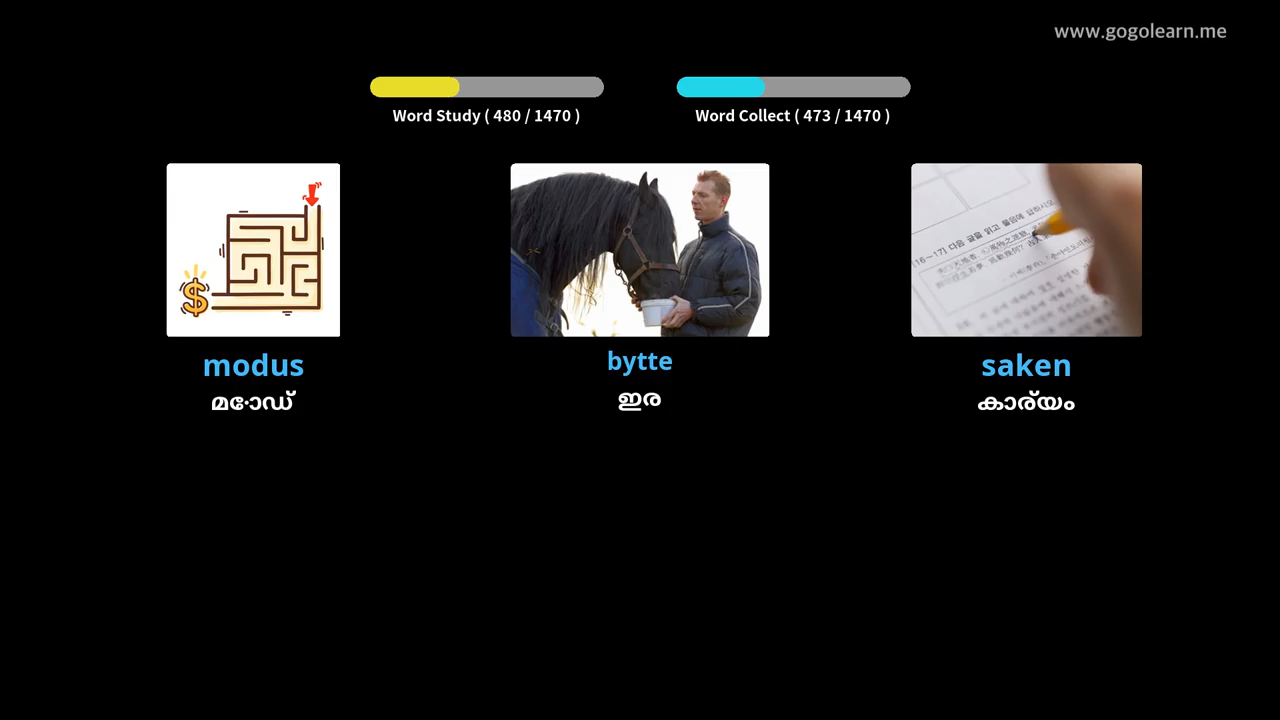 www.gogolearn.me
Word Study ( 480 / 1470 )
Word Collect ( 473 / 1470 )
modus
bytte
saken
മോഡ്
ഇര
കാര്യം